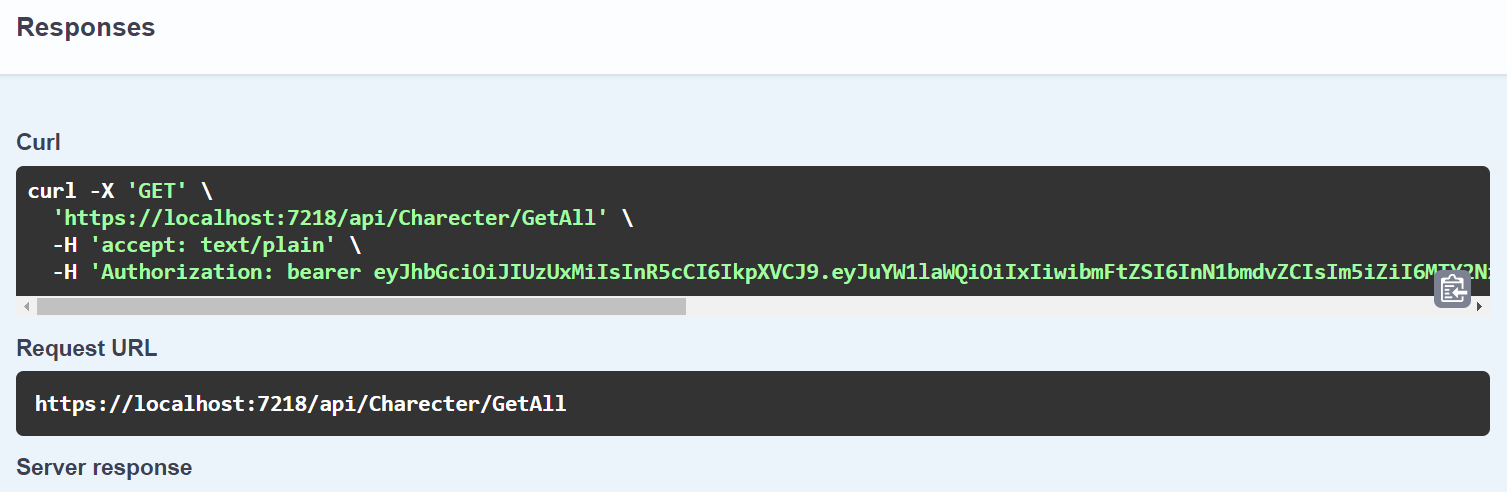 Responses
Curl
curl -X 'GET' \
'https://localhost:7218/api/Charecter/GetAll' \
-H 'accept: text/plain' \
-H 'Authorization: bearer eyJhbGciOiJIUzUxMiIsInR5cCI6IkpXVCJ9.eyJuYW1laWQiOiIxIiwibmFtZSI6InN1bmdvZCIsIm5iZiI6
Request URL
https://localhost:7218/api/Charecter/GetAll
Server response